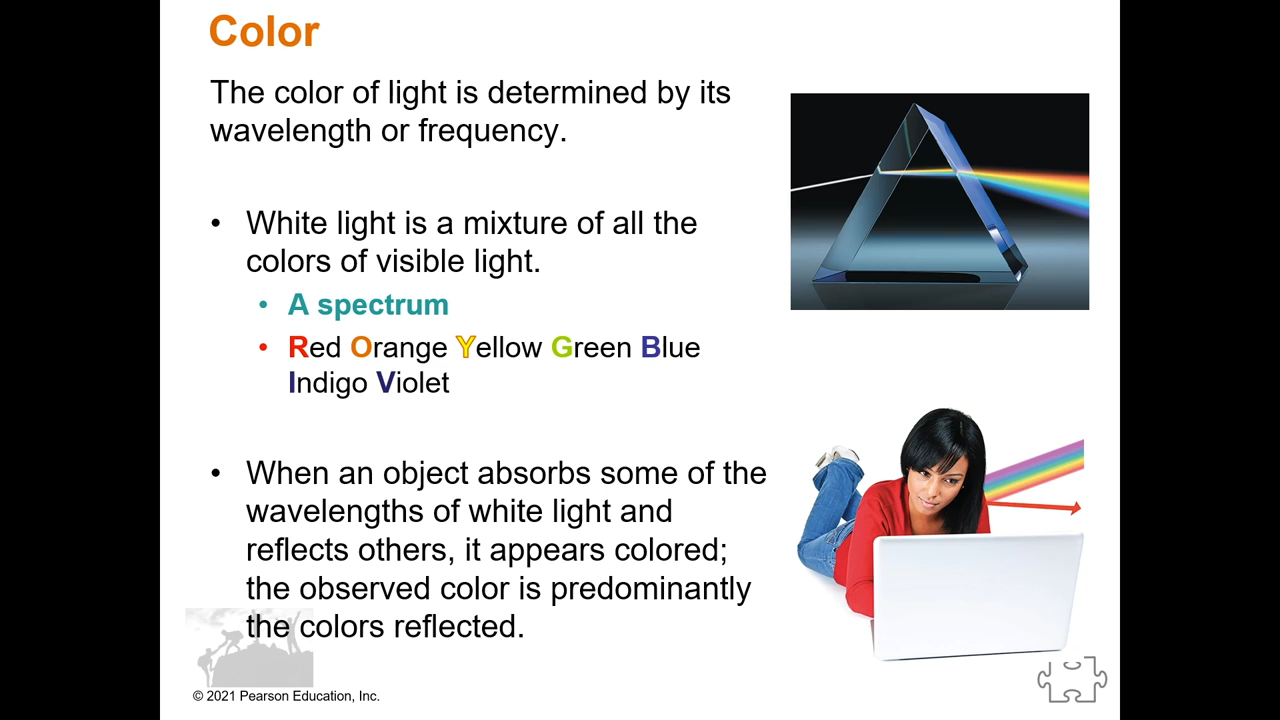 Color
The color of light is determined by its
wavelength or frequency.
• White light is a mixture of all the
colors of visible light.
• A spectrum
• Red Orange Yellow Green Blue
Indigo Violet
• When an object absorbs some of the
wavelengths of white light and
reflects others, it appears colored;
the observed color is predominantly
the colors reflected.
© 2021 Pearson Education, Inc.